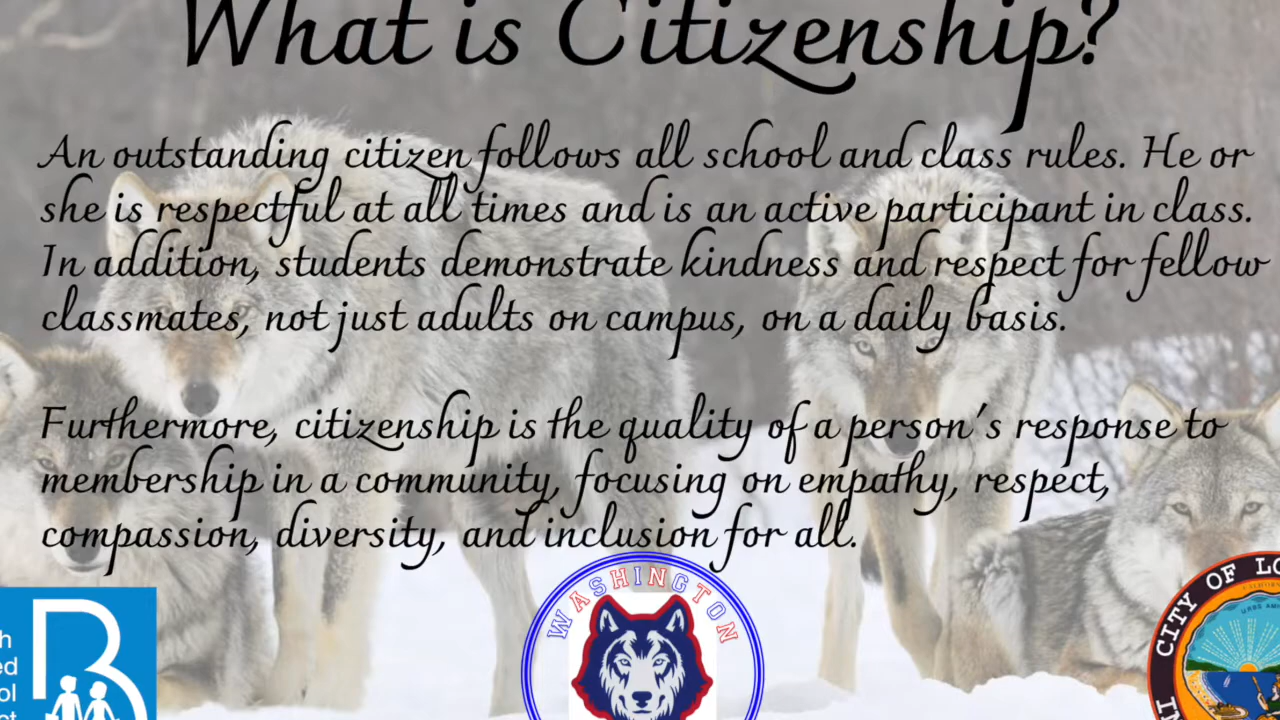 What is Citizenship?
An outstanding citizen follows all school and class rules. He or
she is respectful at all times and is an active participant in class.
In addition, students demonstrate kindness and respect for fellow
classmates, not just adults on campus, on a daily basis.
Furthermore, citizenship is the quality of a person's response to
membership in a community, focusing on empathy, respect,
compassion, diversity, and inclusion for all.
WASHINGTON
CITY OF